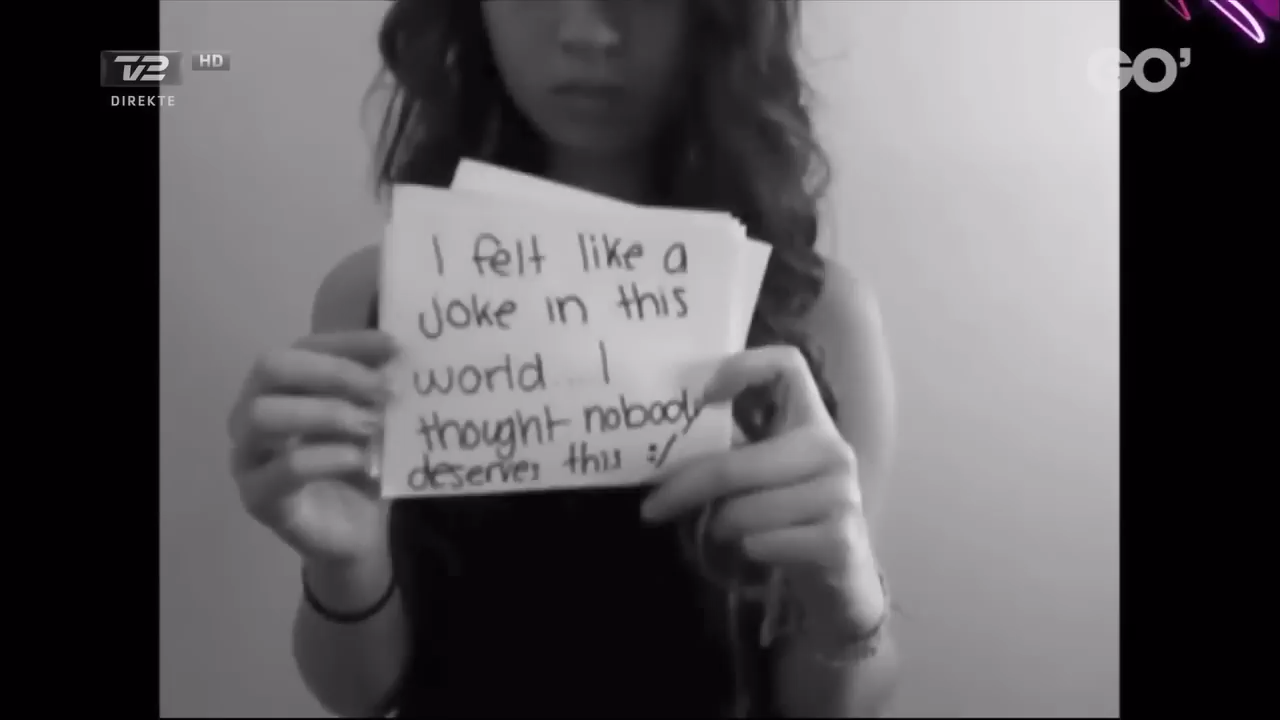 TV2 HD
DIREKTE
GO'
I felt like a
joke in this
world I
thought nobody
deserves this :/